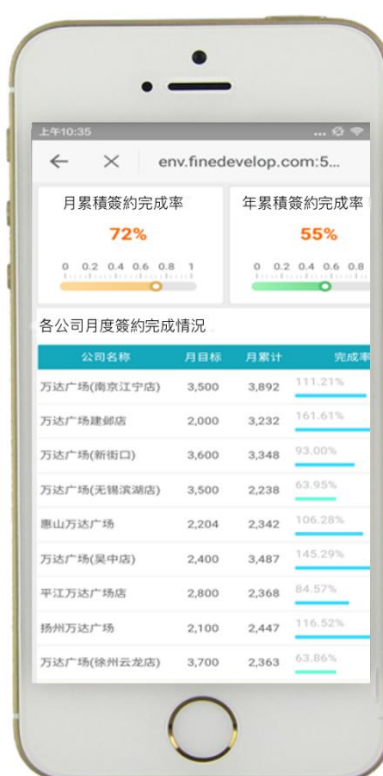 上午10:35
...
env.finedevelop.com:5...
月累積簽約完成率
年累積簽約完成率
72%
55%
0 0.2 0.4 0.6 0.8 1
0 0.2 0.4 0.6 0.8
各公司月度簽約完成情況
公司名称 月目标 月累计 完成率
万达广场(南京江宁店) 3,500 3,892 111.21%
万达广场建邺店 2,000 3,232 161.61%
万达广场(新街口) 3,600 3,348 93.00%
万达广场(无锡滨湖店) 3,500 2,238 63.95%
惠山万达广场 2,204 2,342 106.28%
万达广场(吴中店) 2,400 3,487 145.29%
平江万达广场店 2,800 2,368 84.57%
扬州万达广场 2,100 2,447 116.52%
万达广场(徐州云龙店) 3,700 2,363 63.86%